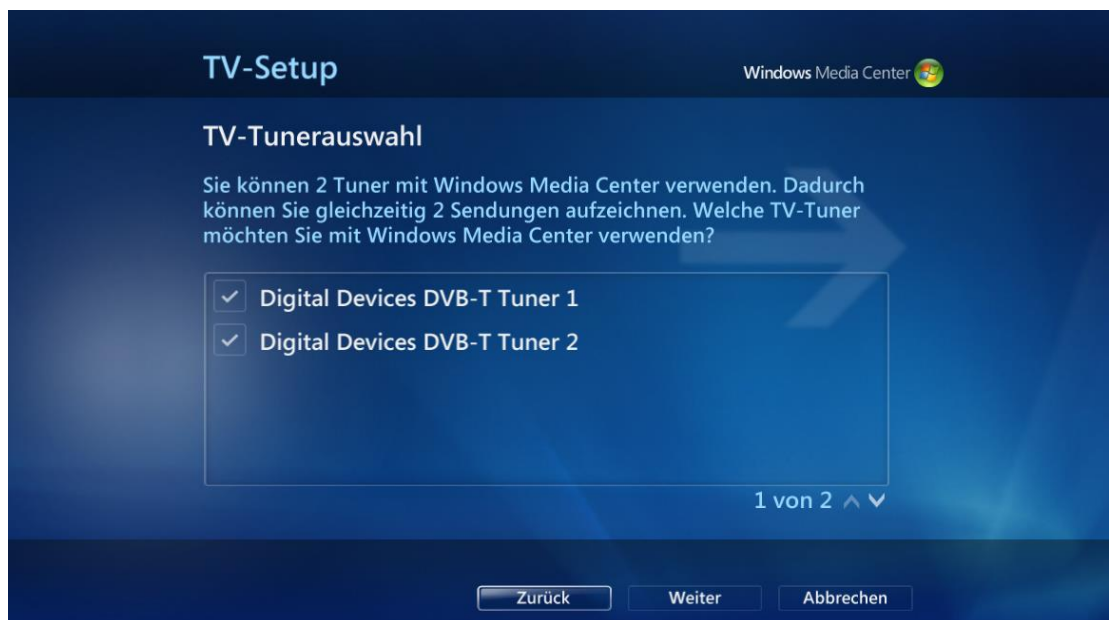 TV-Setup
Windows Media Center
TV-Tunerauswahl
Sie können 2 Tuner mit Windows Media Center verwenden. Dadurch
können Sie gleichzeitig 2 Sendungen aufzeichnen. Welche TV-Tuner
möchten Sie mit Windows Media Center verwenden?
Digital Devices DVB-T Tuner 1
Digital Devices DVB-T Tuner 2
1 von 2
Zurück
Weiter
Abbrechen